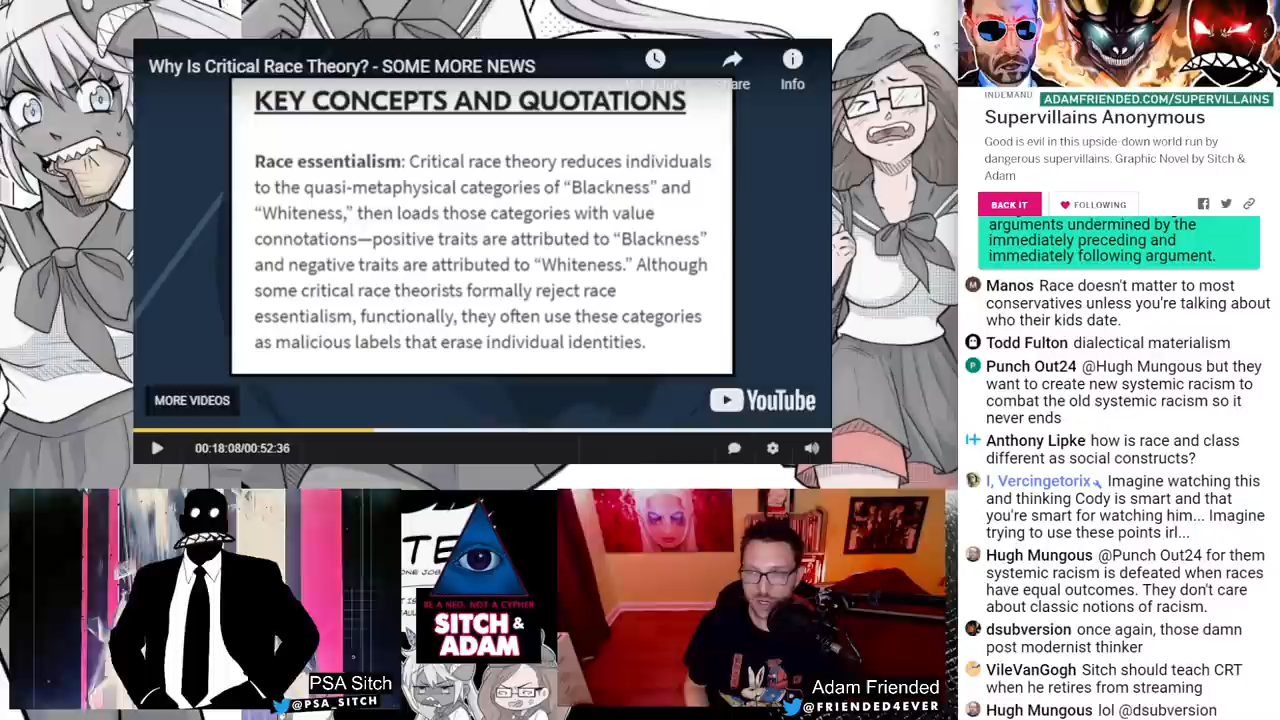 Why Is Critical Race Theory? - SOME MORE NEWS
Share
Info
KEY CONCEPTS AND QUOTATIONS
Race essentialism: Critical race theory reduces individuals
to the quasi-metaphysical categories of “Blackness” and
“Whiteness,” then loads those categories with value
connotations—positive traits are attributed to “Blackness”
and negative traits are attributed to “Whiteness.” Although
some critical race theorists formally reject race
essentialism, functionally, they often use these categories
as malicious labels that erase individual identities.
MORE VIDEOS
YouTube
00:18:08/00:52:36
BE A NEO, NOT A CYPHER
SITCH &
ADAM
PSA Sitch
@PSA_SITCH
Adam Friended
@FRIENDED4EVER
INDEMAND
ADAMFRIENDED.COM/SUPERVILLAINS
Supervillains Anonymous
Good is evil in this upside-down world run by
dangerous supervillains. Graphic Novel by Sitch &
Adam
BACK IT
FOLLOWING
arguments undermined by the
immediately preceding and
immediately following argument.
Manos Race doesn't matter to most
conservatives unless you're talking about
who their kids date.
Todd Fulton dialectical materialism
Punch Out24 @Hugh Mungous but they
want to create new systemic racism to
combat the old systemic racism so it
never ends
Anthony Lipke how is race and class
different as social constructs?
I, Vercingetorix Imagine watching this
and thinking Cody is smart and that
you're smart for watching him... Imagine
trying to use these points irl...
Hugh Mungous @Punch Out24 for them
systemic racism is defeated when races
have equal outcomes. They don't care
about classic notions of racism.
dsubversion once again, those damn
post modernist thinker
VileVanGogh Sitch should teach CRT
when he retires from streaming
Hugh Mungous lol @dsubversion